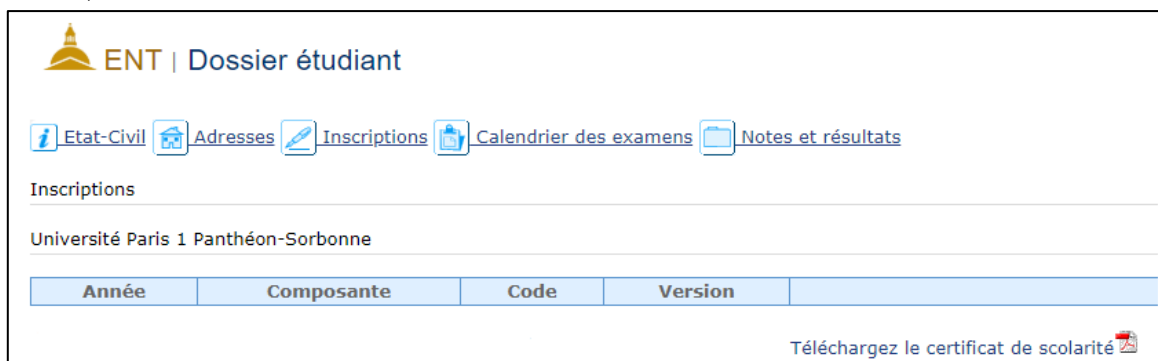 ENT | Dossier étudiant
Etat-Civil Adresses Inscriptions Calendrier des examens Notes et résultats
Inscriptions
Université Paris 1 Panthéon-Sorbonne
Année Composante Code Version
Téléchargez le certificat de scolarité